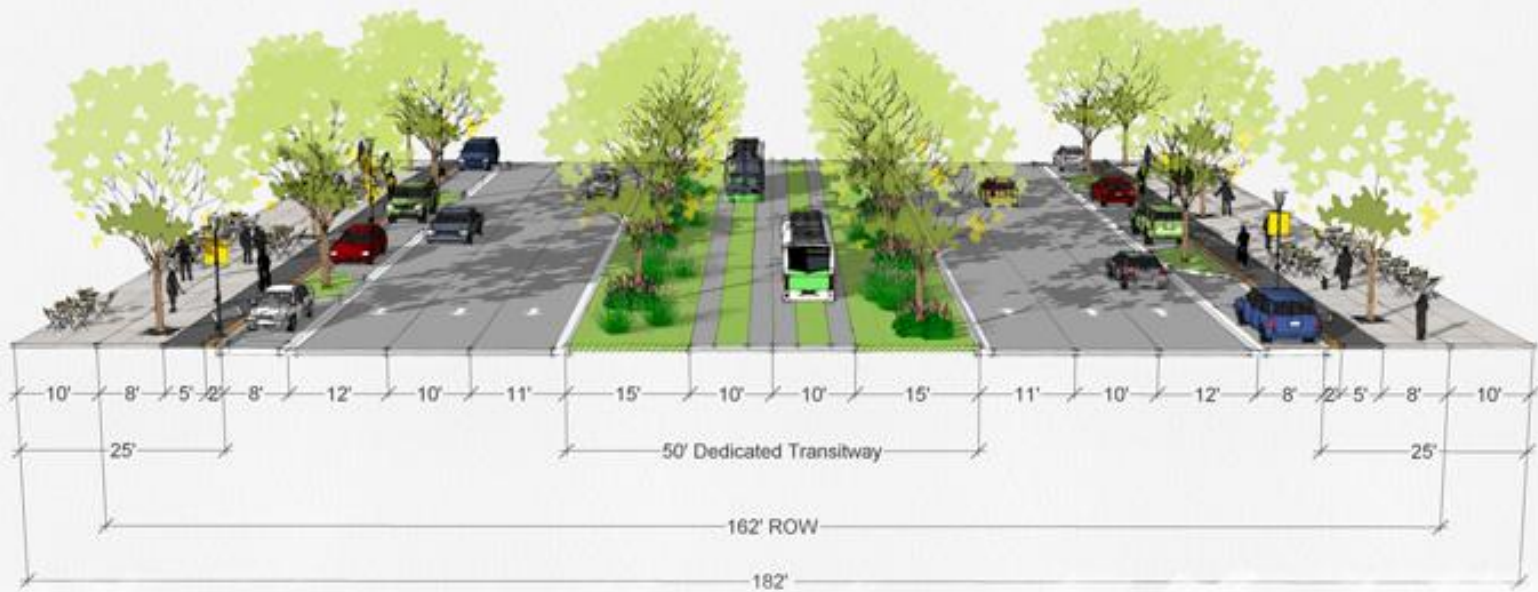 10' 8' 5' 2' 8' 12' 10' 11' 15' 10' 10' 15' 11' 10' 12' 8' 2' 5' 8' 10'
25' 50' Dedicated Transitway 25'
162' ROW
182'